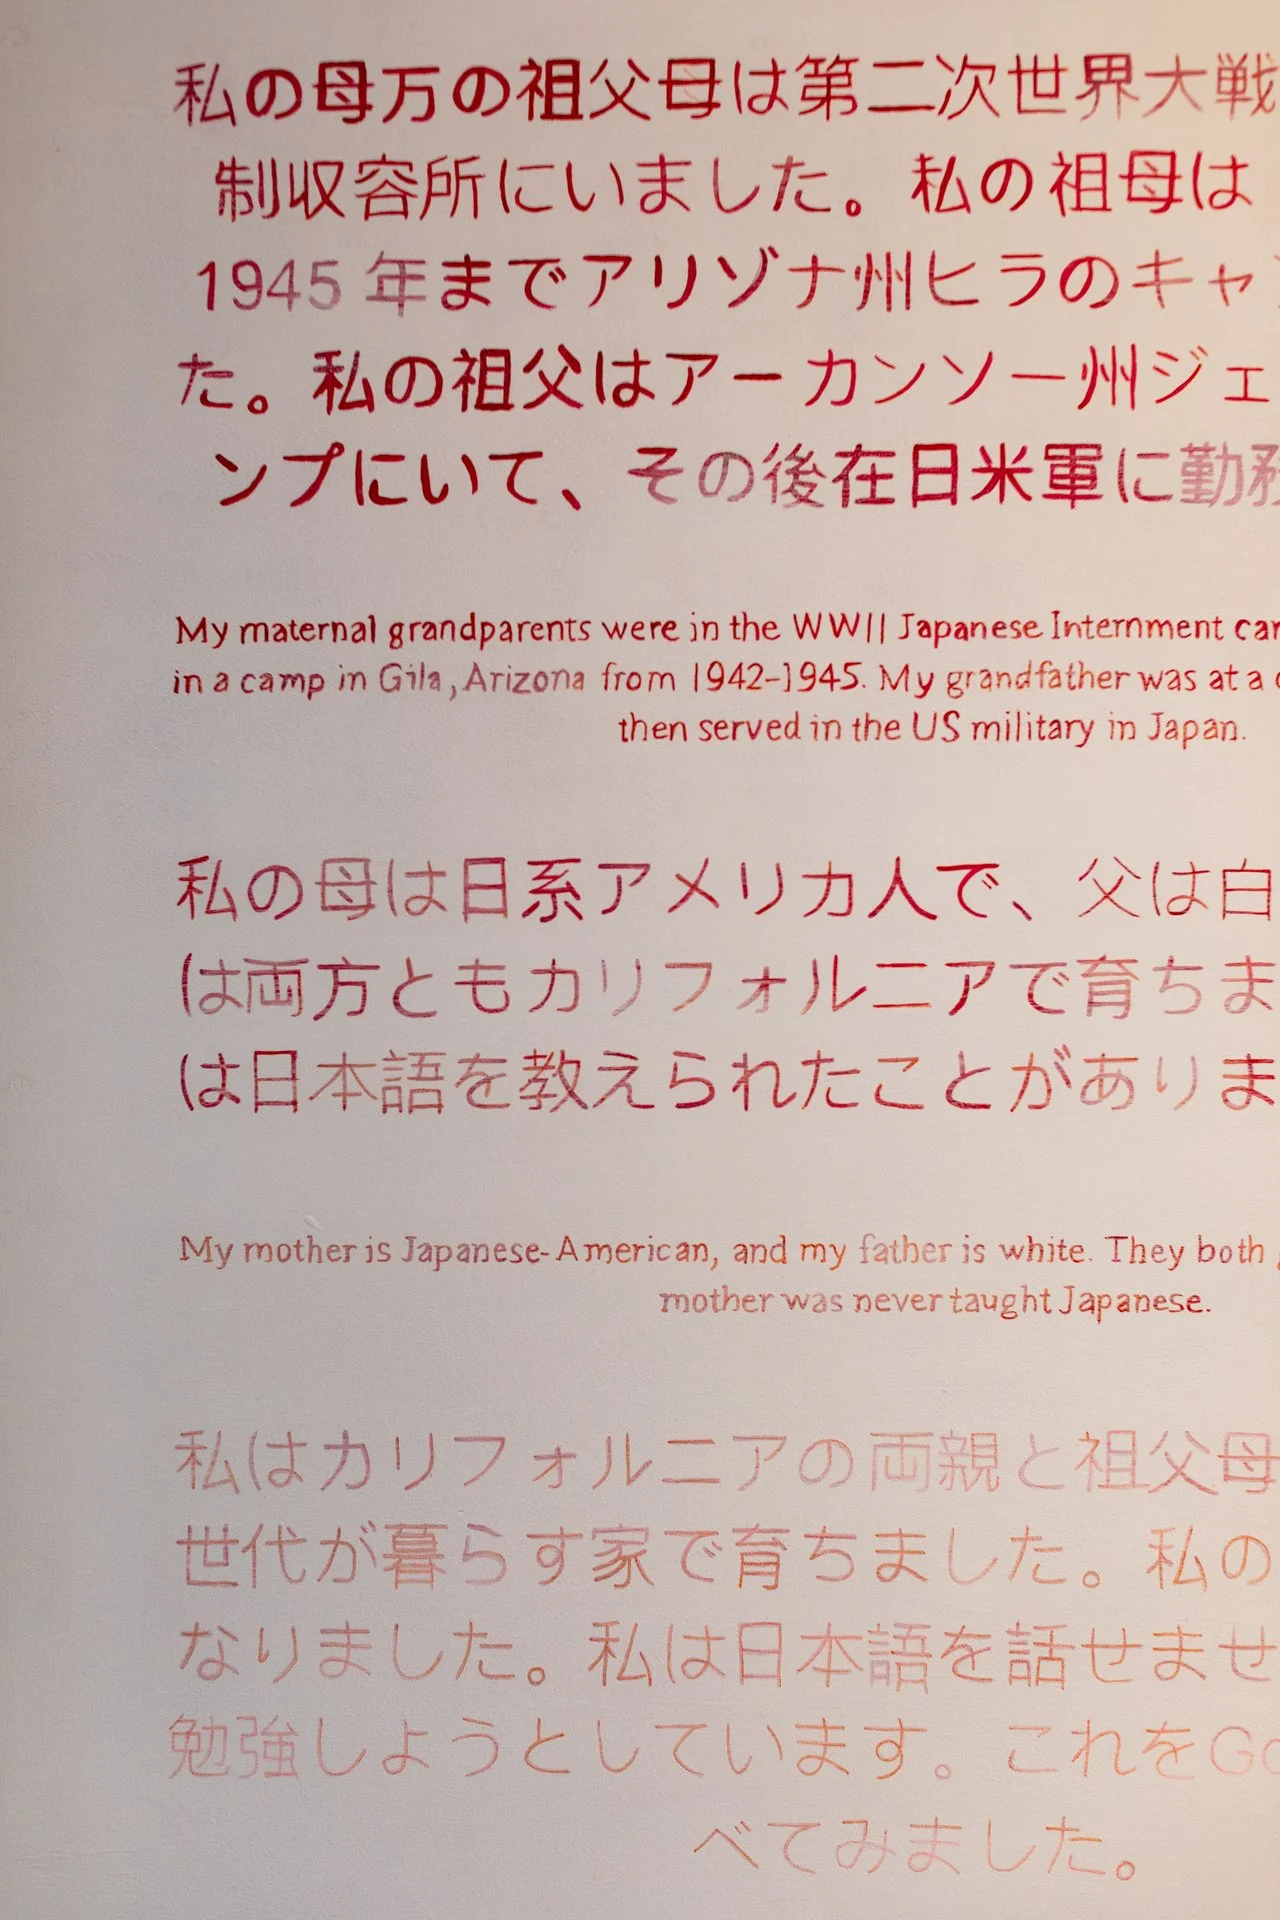 私の母万の祖父母は第二次世界大戦
制収容所にいました。私の祖母は
1945年までアリゾナ州ヒラのキャ
た。私の祖父はアーカンソー州ジェ
ンプにいて、その後在日米軍に勤務
My maternal grandparents were in the WWII Japanese Internment
in a camp in Gila, Arizona from 1942-1945. My grandfather was at a
then served in the US military in Japan.
私の母は日系アメリカ人で、父は白
は両方ともカリフォルニアで育ちま
は日本語を教えられたことがありま
My mother is Japanese-American, and my father is white. They both
mother was never taught Japanese.
私はカリフォルニアの両親と祖父母
世代が暮らす家で育ちました。私の
なりました。私は日本語を話せませ
勉強しようとしています。これをGo
べてみました。